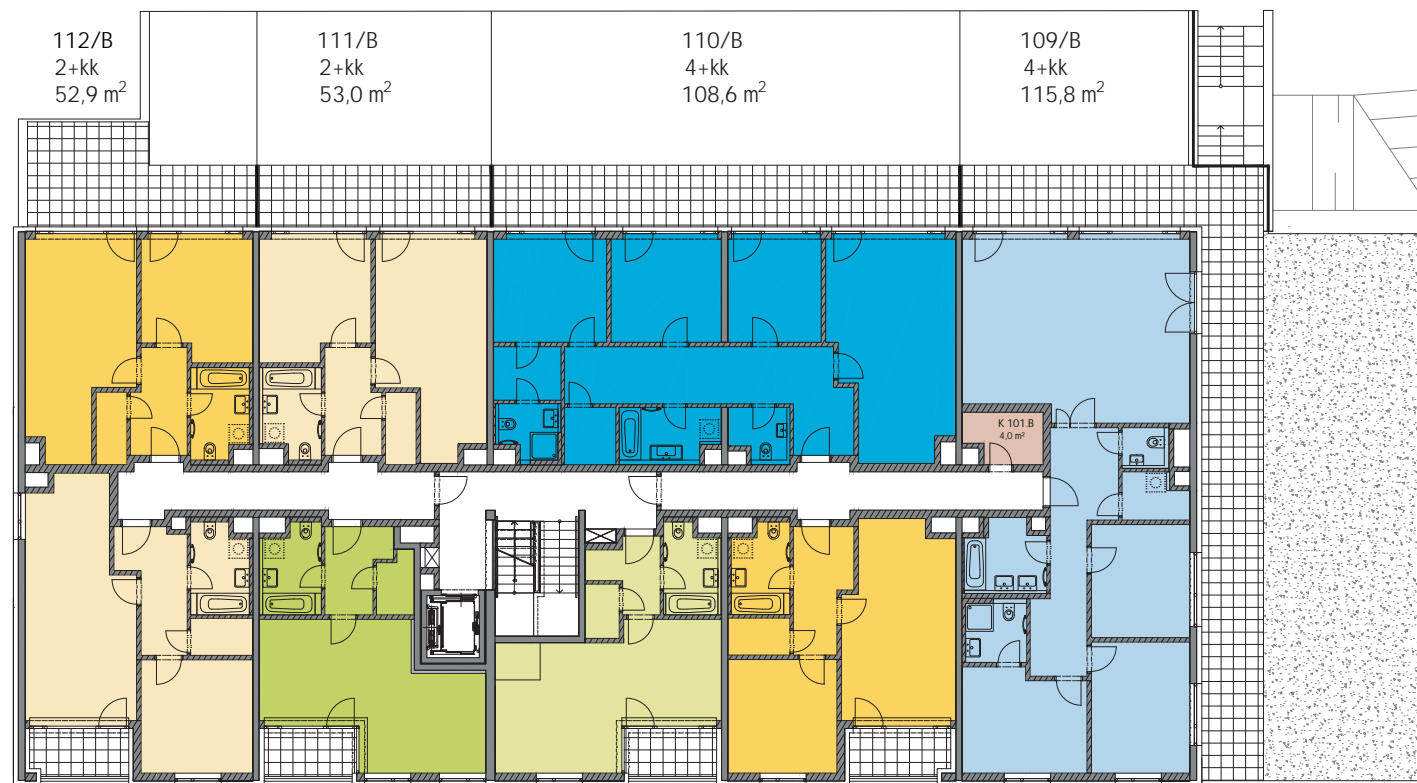 112/B
2+kk
52,9 m²
111/B
2+kk
53,0 m²
110/B
4+kk
108,6 m²
109/B
4+kk
115,8 m²
K 101.B
4,0 m²